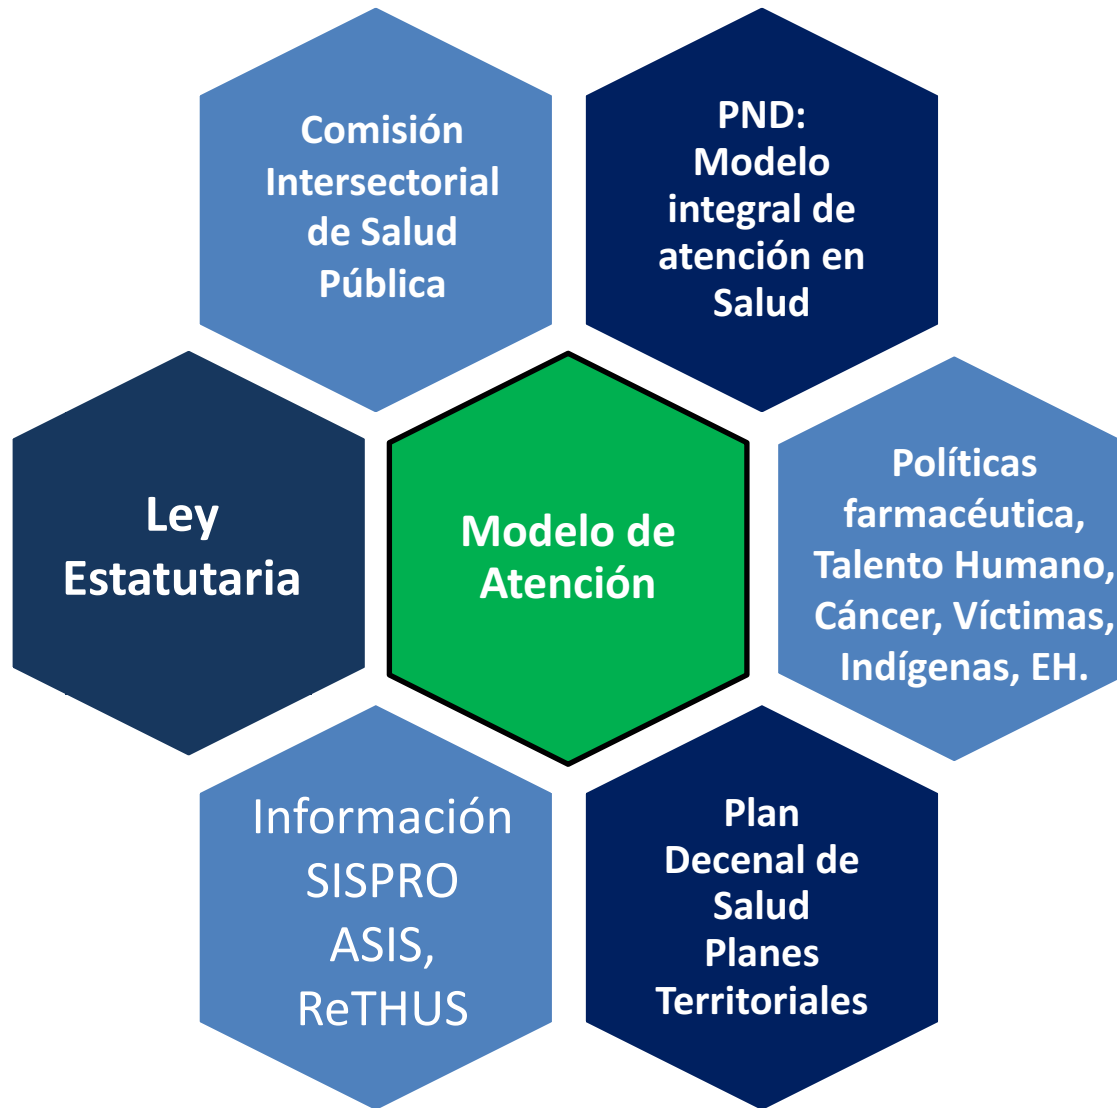 Comisión
Intersectorial
de Salud
Pública
PND:
Modelo
integral de
atención en
Salud
Ley
Estatutaria
Modelo de
Atención
Políticas
farmacéutica,
Talento Humano,
Cáncer, Víctimas,
Indígenas, EH.
Información
SISPRO
ASIS,
ReTHUS
Plan
Decenal de
Salud
Planes
Territoriales